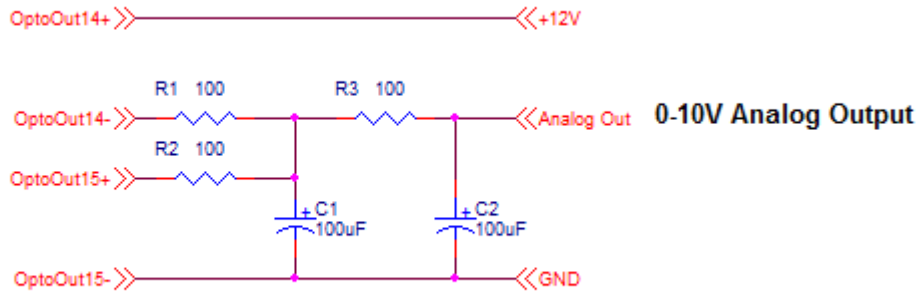 OptoOut14+ +12V
R1 100 R3 100
OptoOut14- Analog Out 0-10V Analog Output
R2 100
OptoOut15+
+C1 +C2
100uF 100uF
OptoOut15- GND